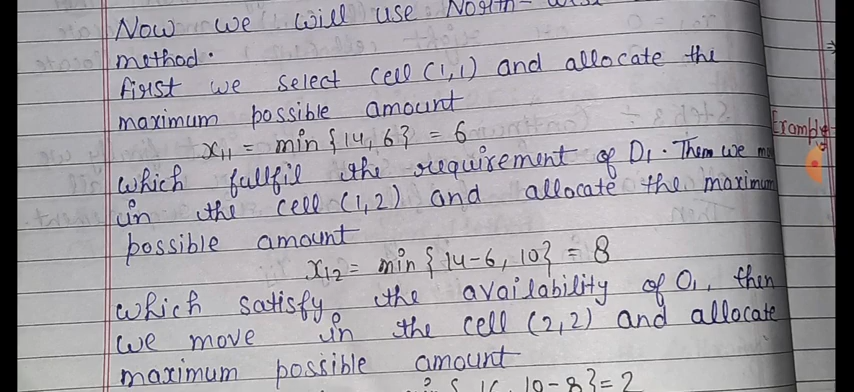 Now we will use North-West
method.
First we select cell (1,1) and allocate the
maximum possible amount
x11 = min {14, 6} = 6
Example
which fullfil the requirement of D1. Then we
in the cell (1,2) and allocate the maximum
possible amount
x12 = min {14-6, 10} = 8
which satisfy the availability of O1, then
we move in the cell (2,2) and allocate
maximum possible amount
10-8} = 2